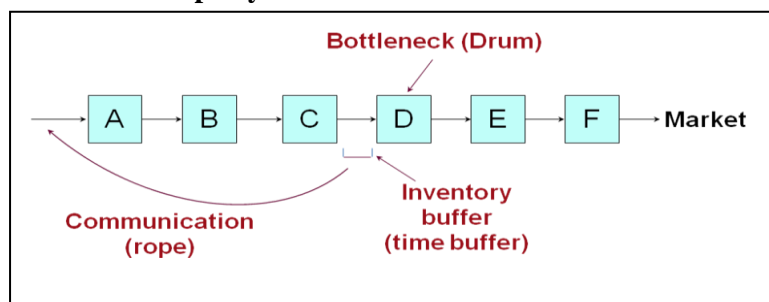 Bottleneck (Drum)
A
B
C
D
E
F
Market
Communication
(rope)
Inventory
buffer
(time buffer)